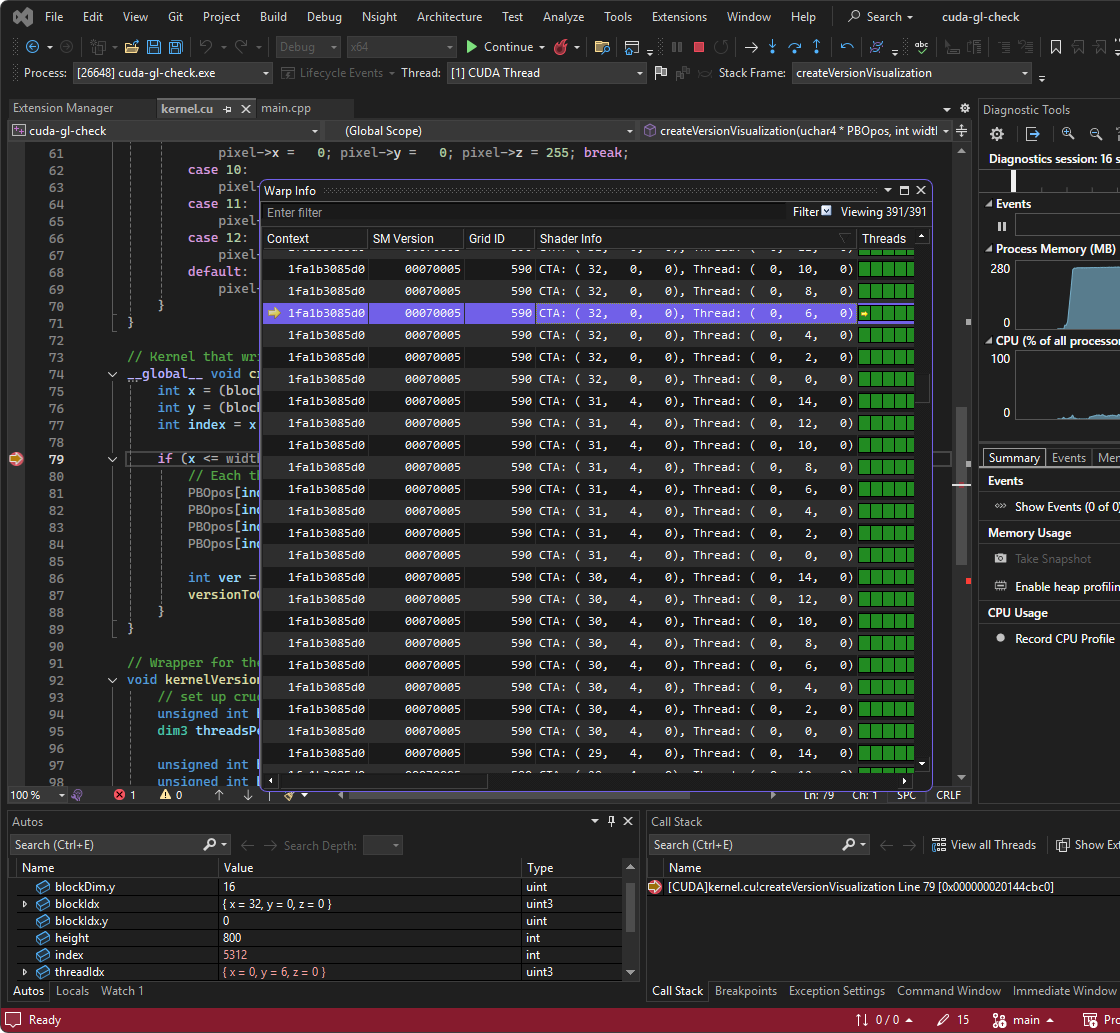 File Edit View Git Project Build Debug Nsight Architecture Test Analyze Tools Extensions Window Help Search cuda-gl-check
Debug x64 Continue
Process: [26648] cuda-gl-check.exe Lifecycle Events Thread: [1] CUDA Thread Stack Frame: createVersionVisualization
Extension Manager kernel.cu main.cpp
cuda-gl-check (Global Scope) createVersionVisualization(uchar4 * PBOpos, int widtl
61 pixel->x = 0; pixel->y = 0; pixel->z = 255; break;
62 case 10:
63 pixel-
64 case 11:
65 pixel-
66 case 12:
67 pixel-
68 default:
69 pixel-
70 }
71 }
72
73 // Kernel that wri
74 __global__ void c
75 int x = (block
76 int y = (block
77 int index = x
78
79 if (x <= width
80 // Each th
81 PBOpos[ind
82 PBOpos[ind
83 PBOpos[ind
84 PBOpos[ind
85
86 int ver =
87 versionToC
88 }
89 }
90
91 // Wrapper for the
92 void kernelVersion
93 // set up cruc
94 unsigned int b
95 dim3 threadsPe
96
97 unsigned int b
98 unsigned int b
Warp Info
Enter filter Filter Viewing 391/391
Context SM Version Grid ID Shader Info Threads
1fa1b3085d0 00070005 590 CTA: ( 32, 0, 0), Thread: ( 0, 10, 0)
1fa1b3085d0 00070005 590 CTA: ( 32, 0, 0), Thread: ( 0, 8, 0)
1fa1b3085d0 00070005 590 CTA: ( 32, 0, 0), Thread: ( 0, 6, 0)
1fa1b3085d0 00070005 590 CTA: ( 32, 0, 0), Thread: ( 0, 4, 0)
1fa1b3085d0 00070005 590 CTA: ( 32, 0, 0), Thread: ( 0, 2, 0)
1fa1b3085d0 00070005 590 CTA: ( 32, 0, 0), Thread: ( 0, 0, 0)
1fa1b3085d0 00070005 590 CTA: ( 31, 4, 0), Thread: ( 0, 14, 0)
1fa1b3085d0 00070005 590 CTA: ( 31, 4, 0), Thread: ( 0, 12, 0)
1fa1b3085d0 00070005 590 CTA: ( 31, 4, 0), Thread: ( 0, 10, 0)
1fa1b3085d0 00070005 590 CTA: ( 31, 4, 0), Thread: ( 0, 8, 0)
1fa1b3085d0 00070005 590 CTA: ( 31, 4, 0), Thread: ( 0, 6, 0)
1fa1b3085d0 00070005 590 CTA: ( 31, 4, 0), Thread: ( 0, 4, 0)
1fa1b3085d0 00070005 590 CTA: ( 31, 4, 0), Thread: ( 0, 2, 0)
1fa1b3085d0 00070005 590 CTA: ( 31, 4, 0), Thread: ( 0, 0, 0)
1fa1b3085d0 00070005 590 CTA: ( 30, 4, 0), Thread: ( 0, 14, 0)
1fa1b3085d0 00070005 590 CTA: ( 30, 4, 0), Thread: ( 0, 12, 0)
1fa1b3085d0 00070005 590 CTA: ( 30, 4, 0), Thread: ( 0, 10, 0)
1fa1b3085d0 00070005 590 CTA: ( 30, 4, 0), Thread: ( 0, 8, 0)
1fa1b3085d0 00070005 590 CTA: ( 30, 4, 0), Thread: ( 0, 6, 0)
1fa1b3085d0 00070005 590 CTA: ( 30, 4, 0), Thread: ( 0, 4, 0)
1fa1b3085d0 00070005 590 CTA: ( 30, 4, 0), Thread: ( 0, 2, 0)
1fa1b3085d0 00070005 590 CTA: ( 30, 4, 0), Thread: ( 0, 0, 0)
1fa1b3085d0 00070005 590 CTA: ( 29, 4, 0), Thread: ( 0, 14, 0)
100 % 1 0 Ln: 79 Ch: 1 SPC CRLF
Diagnostic Tools
Diagnostics session: 16 s
Events
Process Memory (MB)
280
0
CPU (% of all processor
100
0
Summary Events Mem
Events
Show Events (0 of 0)
Memory Usage
Take Snapshot
Enable heap profilin
CPU Usage
Record CPU Profile
Autos
Search (Ctrl+E) Search Depth:
Name Value Type
blockDim.y 16 uint
blockIdx { x = 32, y = 0, z = 0 } uint3
blockIdx.y 0 uint
height 800 int
index 5312 int
threadIdx { x = 0, y = 6, z = 0 } uint3
Autos Locals Watch 1
Call Stack
Search (Ctrl+E) View all Threads Show Ext
Name
[CUDA]kernel.cu!createVersionVisualization Line 79 [0x000000020144cbc0]
Call Stack Breakpoints Exception Settings Command Window Immediate Window
Ready 0 / 0 15 main Pro